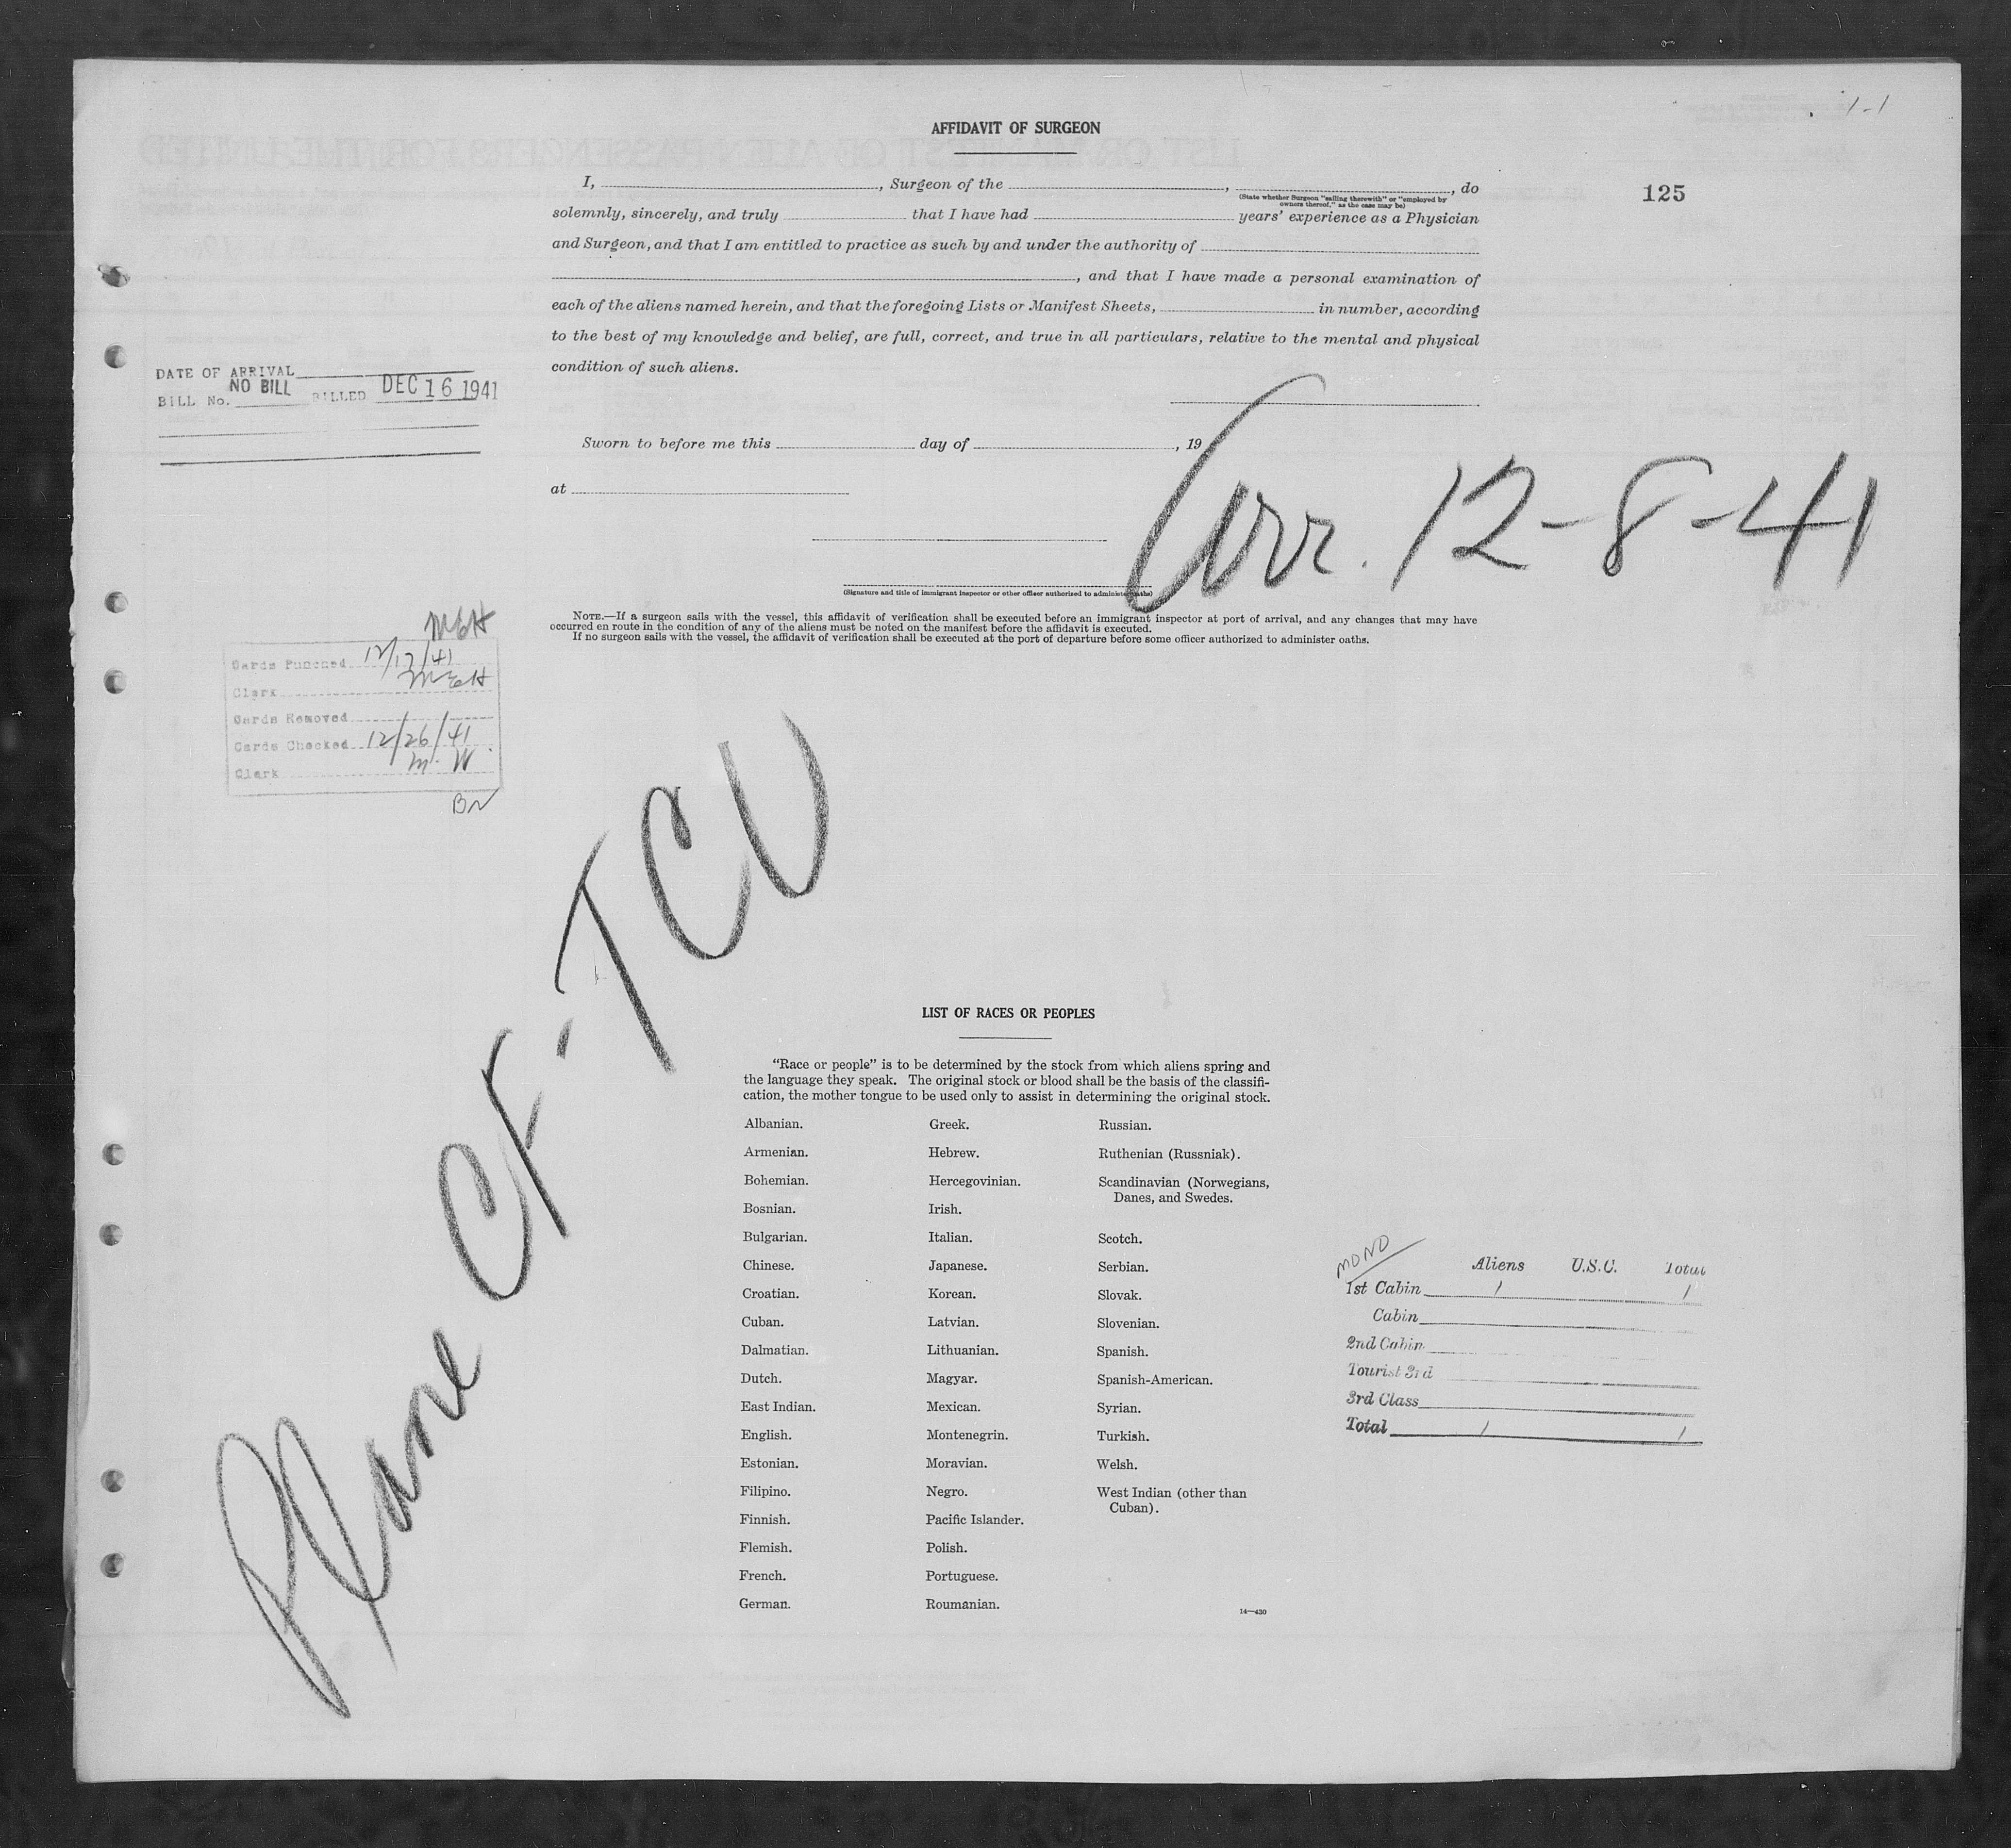 1-1
AFFIDAVIT OF SURGEON
125
I, , Surgeon of the , , do
(State whether Surgeon "sailing therewith" or "employed by
owners thereof," as the case may be)
solemnly, sincerely, and truly that I have had years' experience as a Physician
and Surgeon, and that I am entitled to practice as such by and under the authority of
, and that I have made a personal examination of
each of the aliens named herein, and that the foregoing Lists or Manifest Sheets, in number, according
to the best of my knowledge and belief, are full, correct, and true in all particulars, relative to the mental and physical
condition of such aliens.
DATE OF ARRIVAL
BILL No. NO BILL BILLED DEC 16 1941
Sworn to before me this day of , 19
at
Arr. 12-8-41
(Signature and title of immigrant inspector or other officer authorized to administer oaths)
NOTE.—If a surgeon sails with the vessel, this affidavit of verification shall be executed before an immigrant inspector at port of arrival, and any changes that may have
occurred en route in the condition of any of the aliens must be noted on the manifest before the affidavit is executed.
If no surgeon sails with the vessel, the affidavit of verification shall be executed at the port of departure before some officer authorized to administer oaths.
MEH
Cards Punched 12/17/41
Clerk MEH
Cards Removed
Cards Checked 12/26/41
Clerk M. W.
BN
Plane CF-TCU
LIST OF RACES OR PEOPLES
"Race or people" is to be determined by the stock from which aliens spring and
the language they speak. The original stock or blood shall be the basis of the classifi-
cation, the mother tongue to be used only to assist in determining the original stock.
Albanian. Greek. Russian.
Armenian. Hebrew. Ruthenian (Russniak).
Bohemian. Hercegovinian. Scandinavian (Norwegians,
Danes, and Swedes.
Bosnian. Irish.
Bulgarian. Italian. Scotch.
Chinese. Japanese. Serbian.
Croatian. Korean. Slovak.
Cuban. Latvian. Slovenian.
Dalmatian. Lithuanian. Spanish.
Dutch. Magyar. Spanish-American.
East Indian. Mexican. Syrian.
English. Montenegrin. Turkish.
Estonian. Moravian. Welsh.
Filipino. Negro. West Indian (other than
Cuban).
Finnish. Pacific Islander.
Flemish. Polish.
French. Portuguese.
German. Roumanian.
14—430
MONO
Aliens U.S.C. Total
1st Cabin 1 1
Cabin
2nd Cabin
Tourist 3rd
3rd Class
Total 1 1